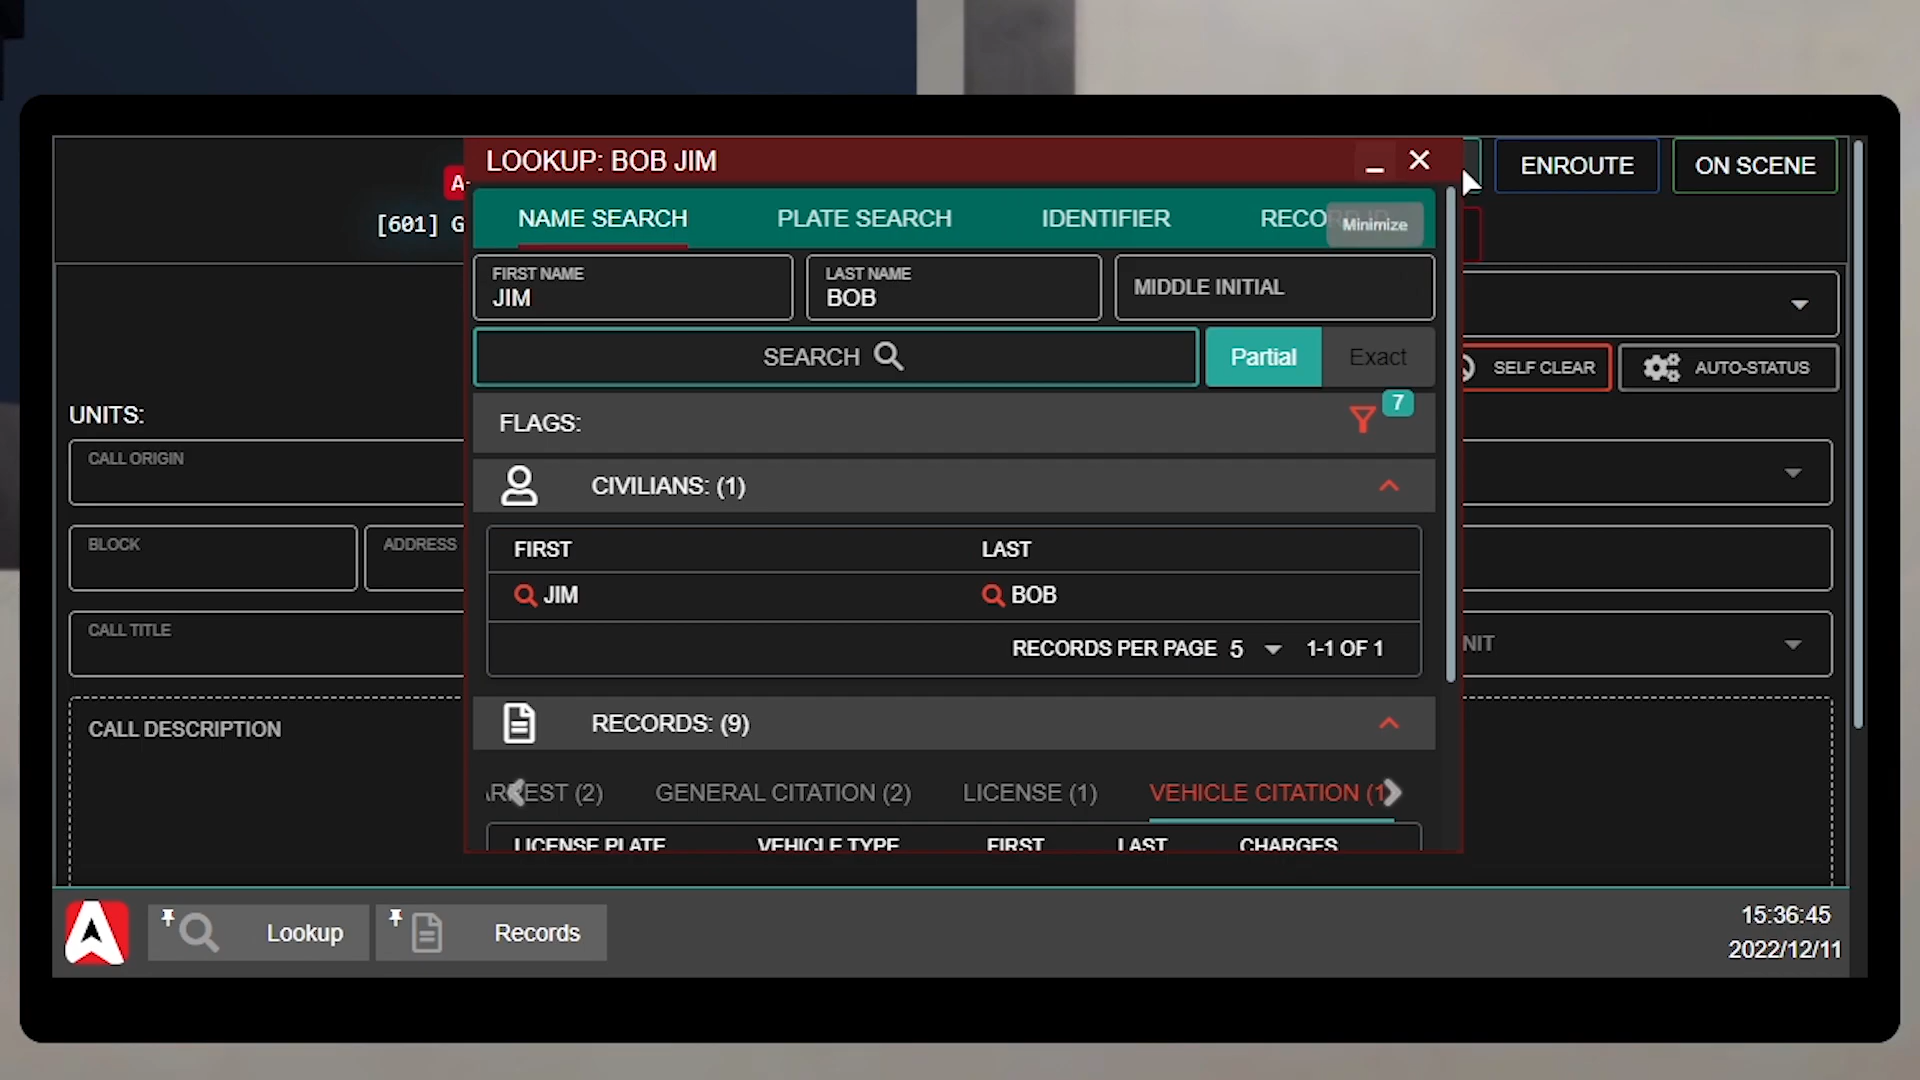 LOOKUP: BOB JIM
ENROUTE
ON SCENE
[601] G
NAME SEARCH
PLATE SEARCH
IDENTIFIER
Minimize
FIRST NAME
JIM
LAST NAME
BOB
MIDDLE INITIAL
SEARCH
Partial
Exact
SELF CLEAR
AUTO-STATUS
UNITS:
FLAGS:
7
CALL ORIGIN
CIVILIANS: (1)
BLOCK
ADDRESS
FIRST
LAST
JIM
BOB
CALL TITLE
RECORDS PER PAGE 5
1-1 OF 1
NIT
CALL DESCRIPTION
RECORDS: (9)
GENERAL CITATION (2)
LICENSE (1)
VEHICLE CITATION (1
LICENSE PLATE
VEHICLE TYPE
FIRST
LAST
CHARGES
Lookup
Records
15:36:45
2022/12/11